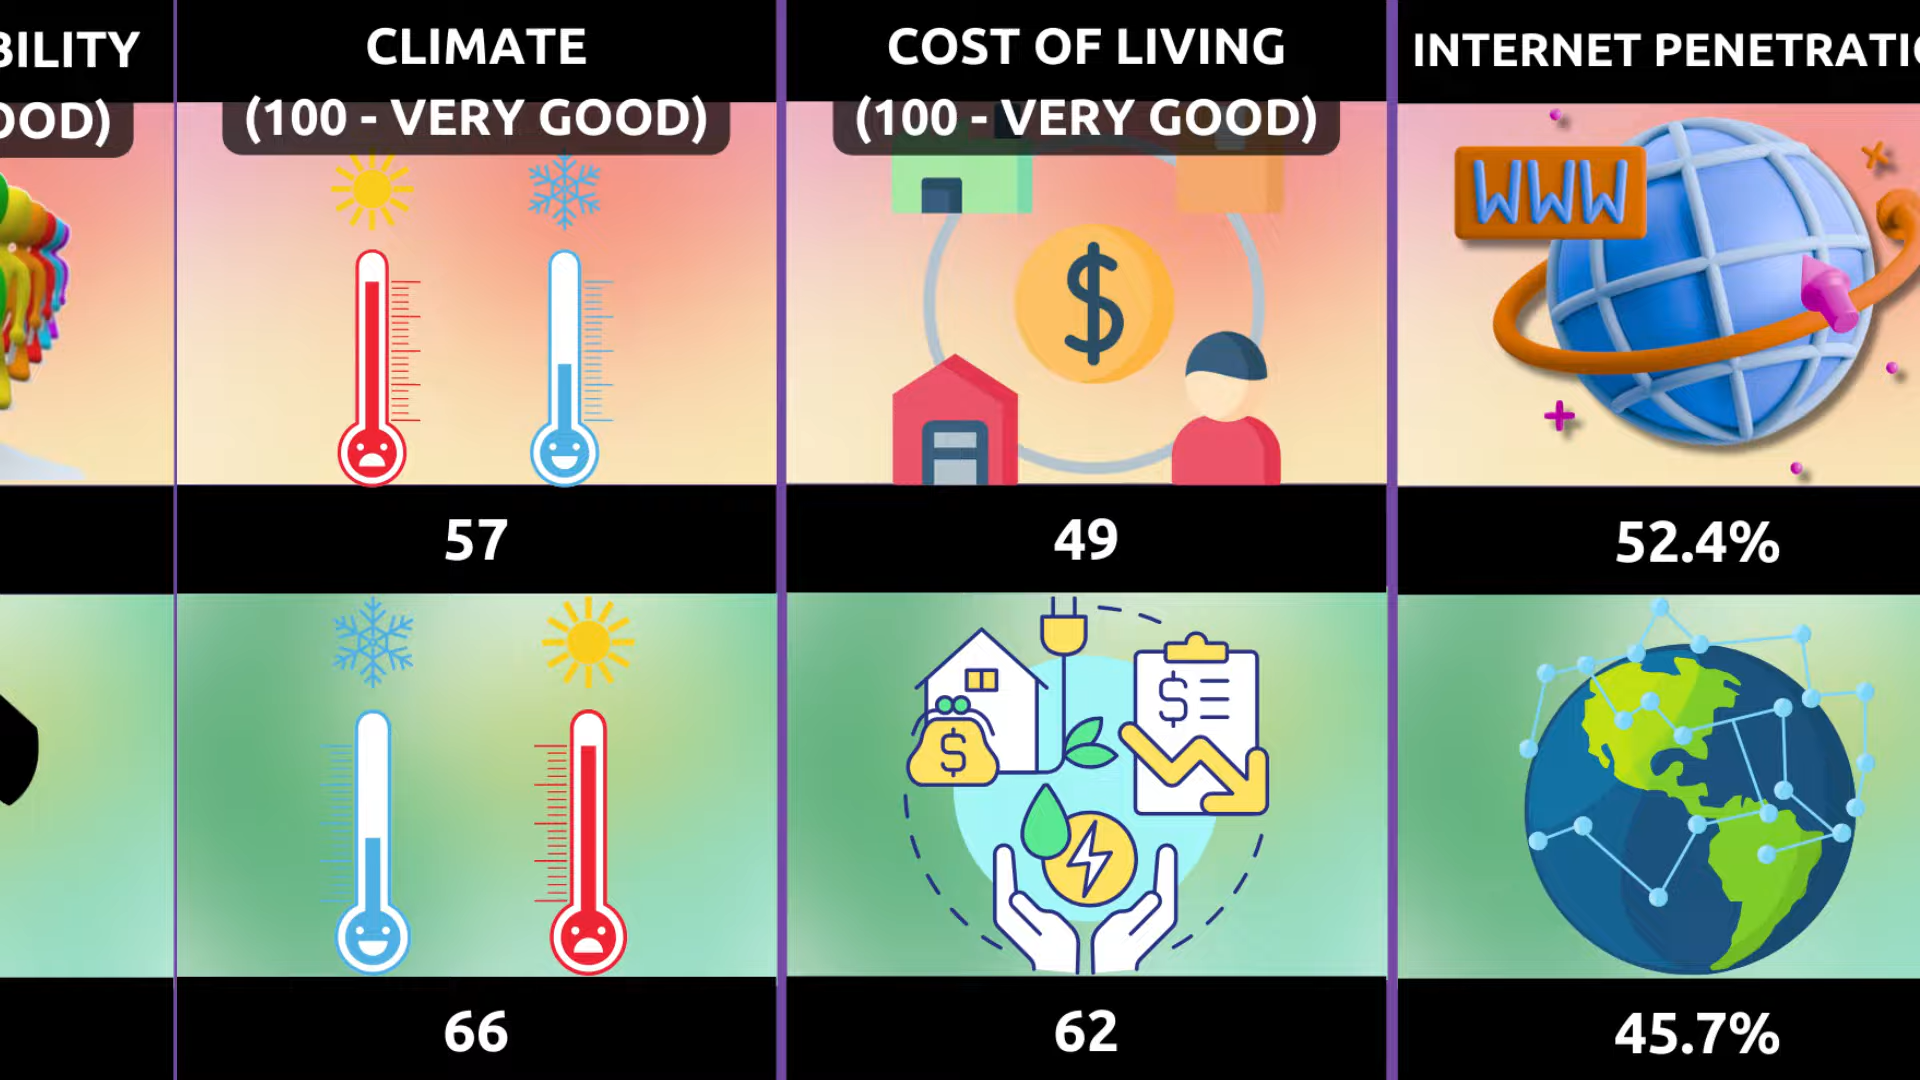 BILITY
OOD)
CLIMATE
(100 - VERY GOOD)
57
66
COST OF LIVING
(100 - VERY GOOD)
$
49
$
$
62
INTERNET PENETRATI
WWW
52.4%
45.7%